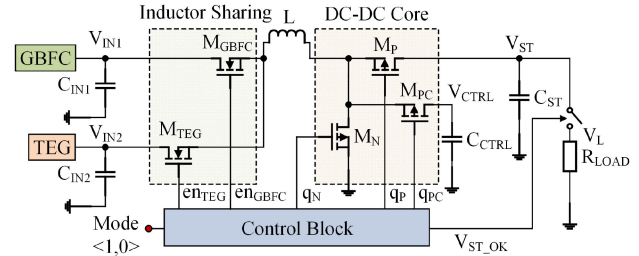 Inductor Sharing L DC-DC Core
GBFC V_IN1 M_GBFC M_P V_ST
C_IN1 M_PC V_CTRL C_ST
TEG V_IN2 M_TEG M_N C_CTRL V_L
C_IN2 R_LOAD
en_TEG en_GBFC q_N q_P q_PC
Mode
<1,0> Control Block V_ST_OK